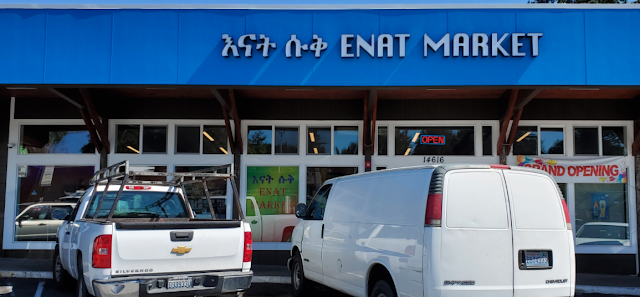 እናት ሱቅ ENAT MARKET
OPEN
14616
GRAND OPENING
እናት ሱቅ
ENAT
MARKET
SILVERADO
CHEVROLET